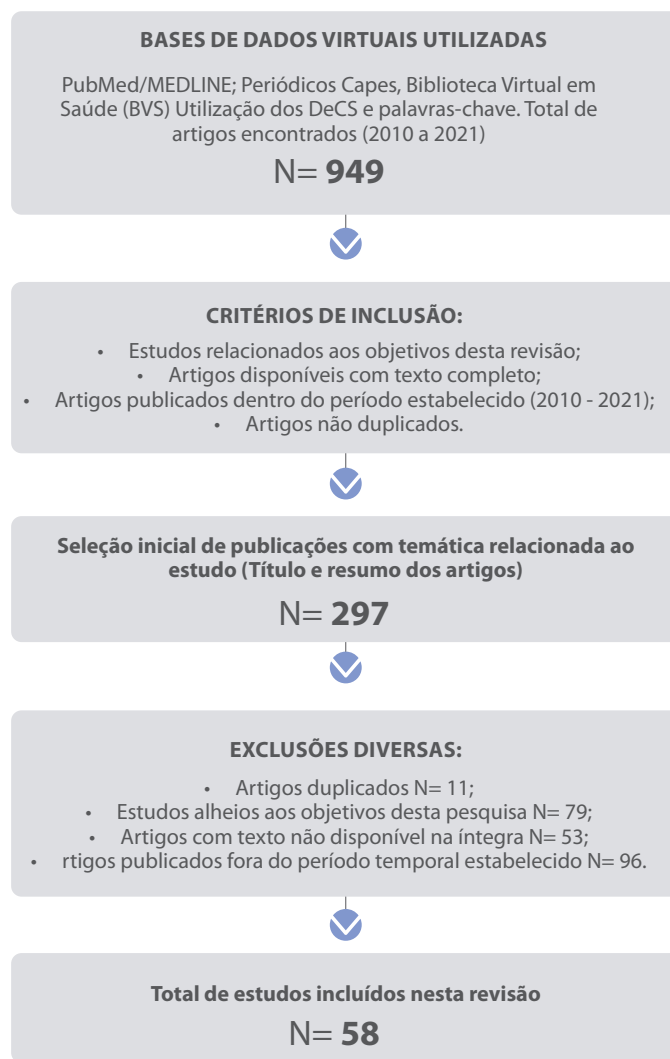 BASES DE DADOS VIRTUAIS UTILIZADAS
PubMed/MEDLINE; Periódicos Capes, Biblioteca Virtual em
Saúde (BVS) Utilização dos DeCS e palavras-chave. Total de
artigos encontrados (2010 a 2021)
N= 949
CRITÉRIOS DE INCLUSÃO:
• Estudos relacionados aos objetivos desta revisão;
• Artigos disponíveis com texto completo;
• Artigos publicados dentro do período estabelecido (2010 - 2021);
• Artigos não duplicados.
Seleção inicial de publicações com temática relacionada ao
estudo (Título e resumo dos artigos)
N= 297
EXCLUSÕES DIVERSAS:
• Artigos duplicados N= 11;
• Estudos alheios aos objetivos desta pesquisa N= 79;
• Artigos com texto não disponível na íntegra N= 53;
• rtigos publicados fora do período temporal estabelecido N= 96.
Total de estudos incluídos nesta revisão
N= 58